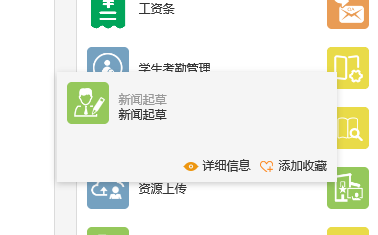 工资条
学生考勤管理
新闻起草
新闻起草
详细信息 添加收藏
资源上传